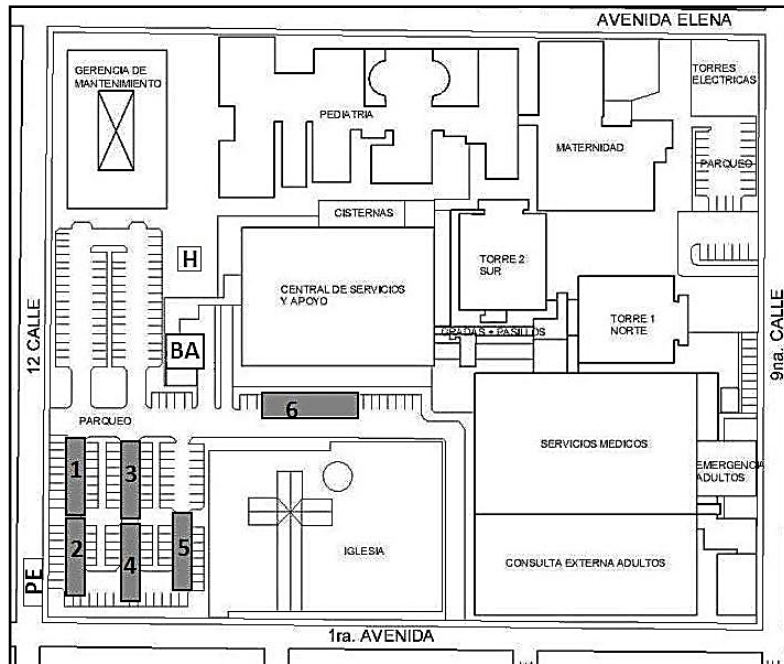 AVENIDA ELENA
GERENCIA DE
MANTENIMIENTO
TORRES
ELECTRICAS
PEDIATRIA
MATERNIDAD
PARQUEO
CISTERNAS
H
TORRE 2
SUR
CENTRAL DE SERVICIOS
Y APOYO
TORRE 1
NORTE
GRADAS + PASILLOS
12 CALLE
9na. CALLE
BA
6
PARQUEO
1
3
SERVICIOS MEDICOS
EMERGENCIA
ADULTOS
2
4
5
IGLESIA
CONSULTA EXTERNA ADULTOS
PE
1ra. AVENIDA